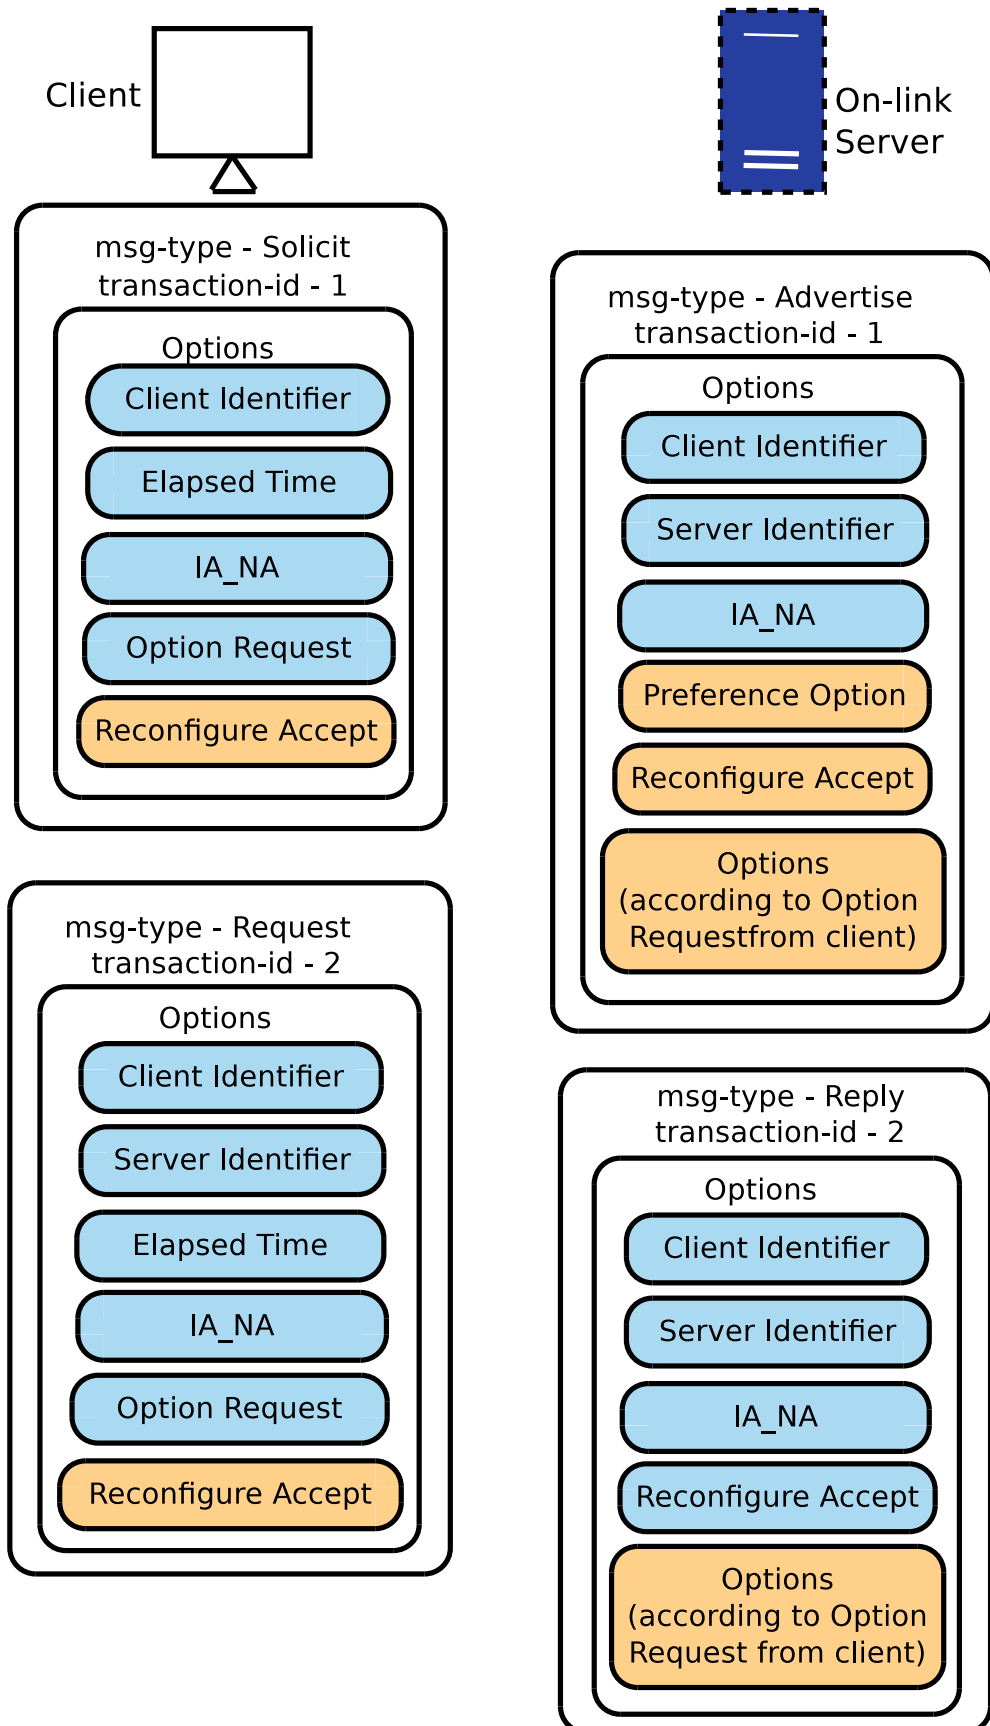 Client
On-link
Server
msg-type - Solicit
transaction-id - 1
Options
Client Identifier
Elapsed Time
IA_NA
Option Request
Reconfigure Accept
msg-type - Advertise
transaction-id - 1
Options
Client Identifier
Server Identifier
IA_NA
Preference Option
Reconfigure Accept
Options
(according to Option
Requestfrom client)
msg-type - Request
transaction-id - 2
Options
Client Identifier
Server Identifier
Elapsed Time
IA_NA
Option Request
Reconfigure Accept
msg-type - Reply
transaction-id - 2
Options
Client Identifier
Server Identifier
IA_NA
Reconfigure Accept
Options
(according to Option
Request from client)